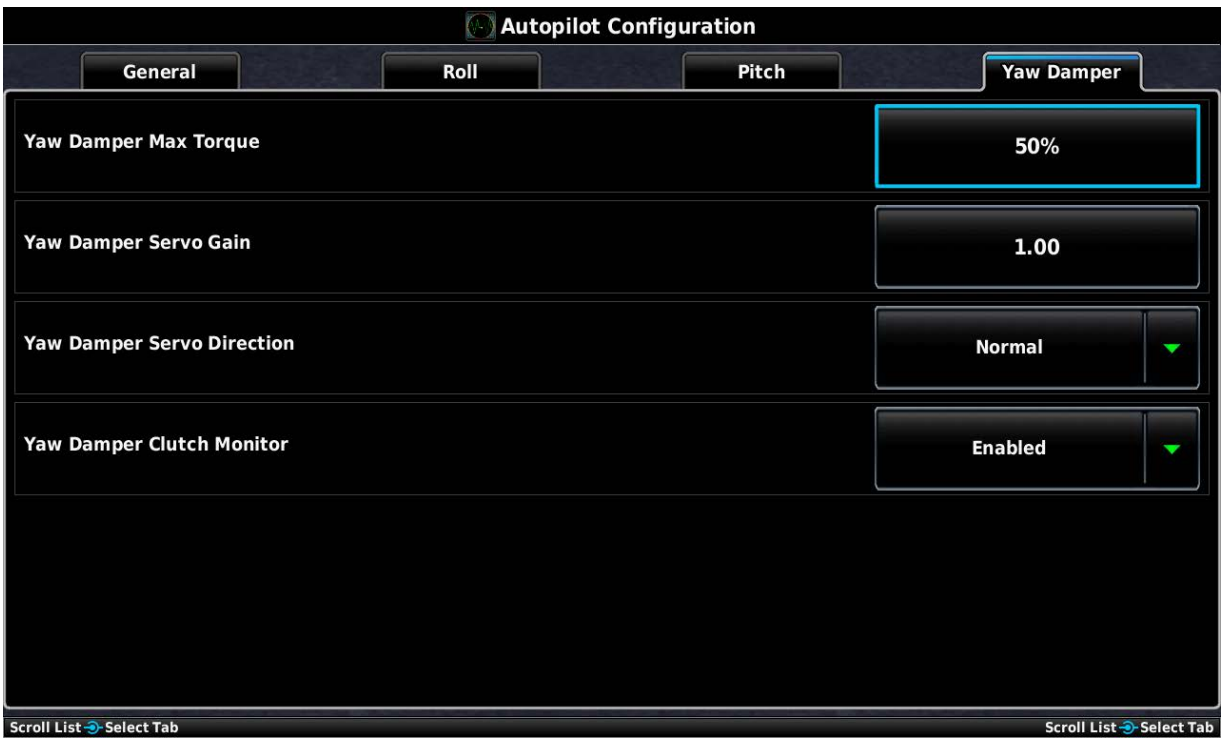 Autopilot Configuration
General Roll Pitch Yaw Damper
Yaw Damper Max Torque 50%
Yaw Damper Servo Gain 1.00
Yaw Damper Servo Direction Normal
Yaw Damper Clutch Monitor Enabled
Scroll List Select Tab Scroll List Select Tab